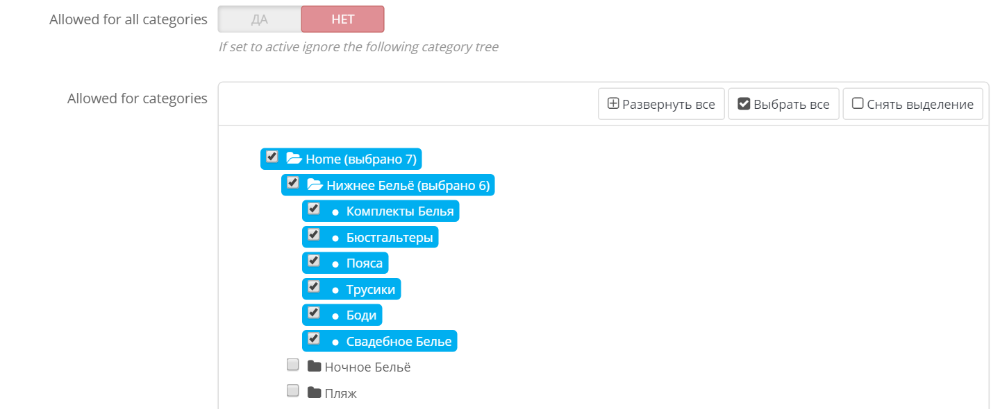 Allowed for all categories ДА НЕТ
If set to active ignore the following category tree
Allowed for categories Развернуть все Выбрать все Снять выделение
Home (выбрано 7)
Нижнее Бельё (выбрано 6)
Комплекты Белья
Бюстгальтеры
Пояса
Трусики
Боди
Свадебное Белье
Ночное Бельё
Пляж